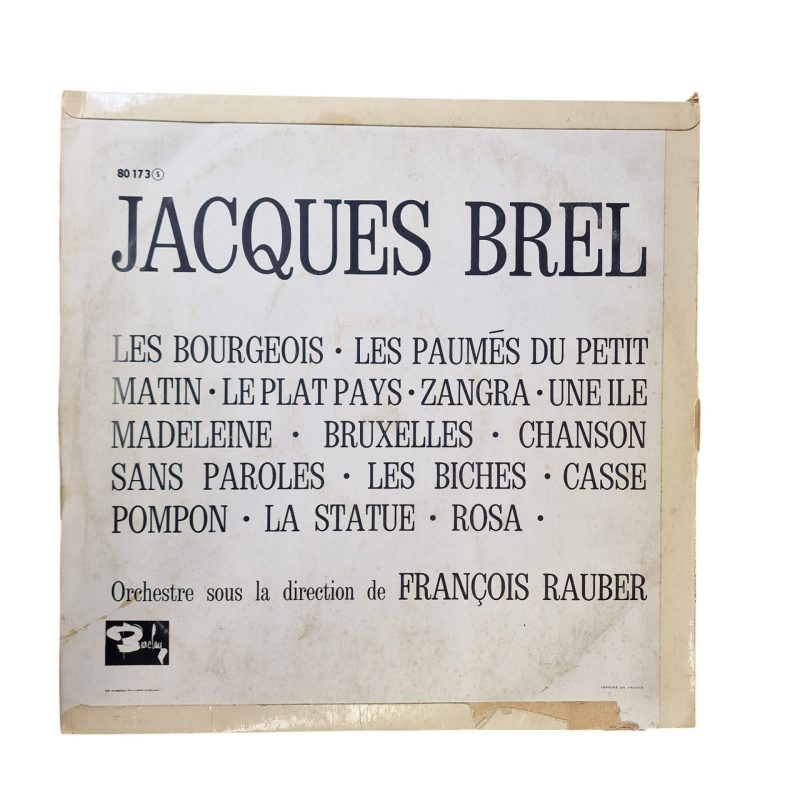 80 173 Ⓢ
JACQUES BREL
LES BOURGEOIS · LES PAUMÉS DU PETIT
MATIN · LE PLAT PAYS · ZANGRA · UNE ILE
MADELEINE · BRUXELLES · CHANSON
SANS PAROLES · LES BICHES · CASSE
POMPON · LA STATUE · ROSA ·
Orchestre sous la direction de FRANÇOIS RAUBER
Barclay
IMPRIMÉ EN FRANCE